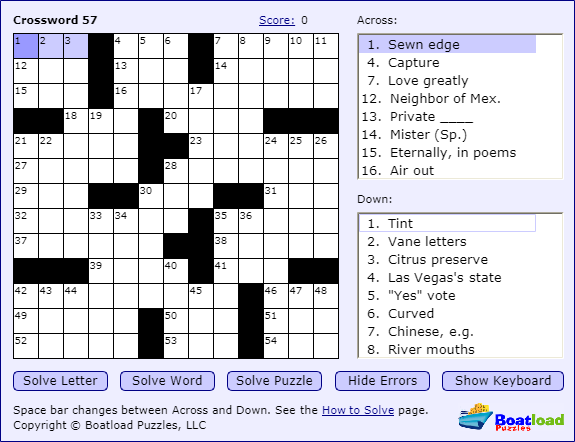 Crossword 57 Score: 0
1 2 3 4 5 6 7 8 9 10 11
12 13 14
15 16 17
18 19 20
21 22 23 24 25 26
27 28
29 30 31
32 33 34 35 36
37 38
39 40 41
42 43 44 45 46 47 48
49 50 51
52 53 54
Across:
1. Sewn edge
4. Capture
7. Love greatly
12. Neighbor of Mex.
13. Private ____
14. Mister (Sp.)
15. Eternally, in poems
16. Air out
Down:
1. Tint
2. Vane letters
3. Citrus preserve
4. Las Vegas's state
5. "Yes" vote
6. Curved
7. Chinese, e.g.
8. River mouths
Solve Letter Solve Word Solve Puzzle Hide Errors Show Keyboard
Space bar changes between Across and Down. See the How to Solve page.
Copyright © Boatload Puzzles, LLC
Boatload
Puzzles